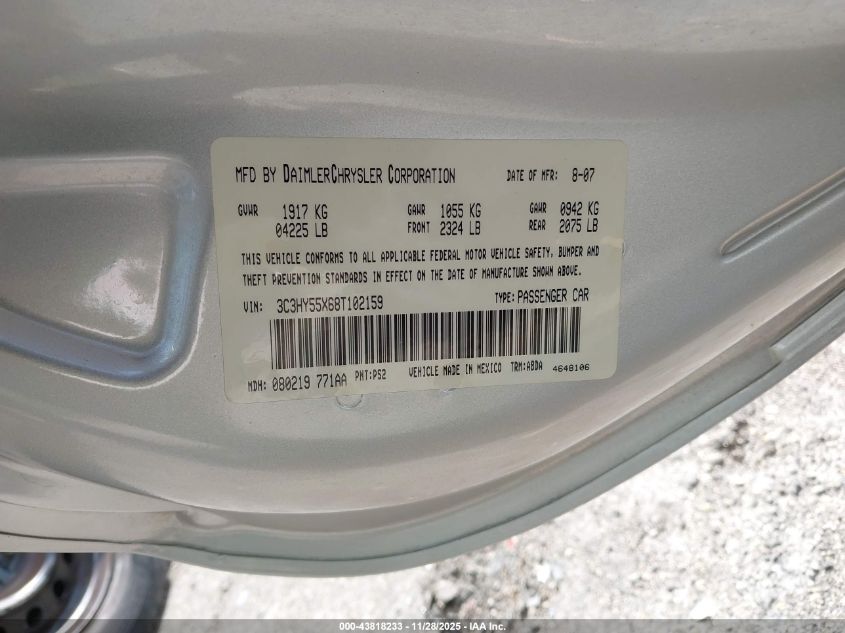 MFD BY DAIMLERCHRYSLER CORPORATION DATE OF MFR: 8-07
GVWR 1917 KG GAWR 1055 KG GAWR 0942 KG
04225 LB FRONT 2324 LB REAR 2075 LB
THIS VEHICLE CONFORMS TO ALL APPLICABLE FEDERAL MOTOR VEHICLE SAFETY, BUMPER AND
THEFT PREVENTION STANDARDS IN EFFECT ON THE DATE OF MANUFACTURE SHOWN ABOVE.
VIN: 3C3HY55X68T102159 TYPE: PASSENGER CAR
MDH: 080219 771AA PNT: PS2 VEHICLE MADE IN MEXICO TRM: ABDA 4648106
000-43818233 — 11/28/2025 — IAA Inc.